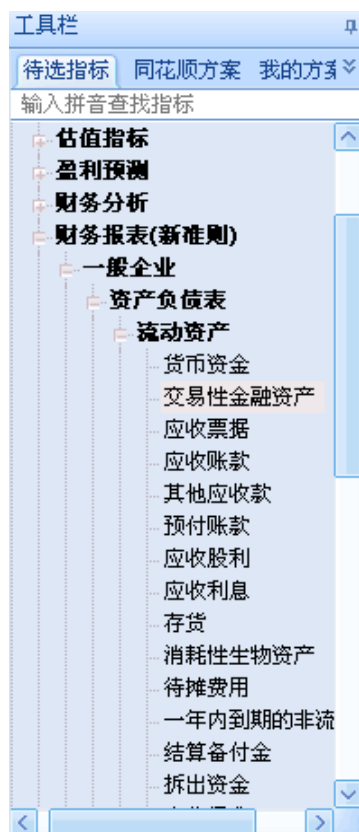 工具栏
待选指标 同花顺方案 我的方案
输入拼音查找指标
估值指标
盈利预测
财务分析
财务报表(新准则)
一般企业
资产负债表
流动资产
货币资金
交易性金融资产
应收票据
应收账款
其他应收款
预付账款
应收股利
应收利息
存货
消耗性生物资产
待摊费用
一年内到期的非流
结算备付金
拆出资金